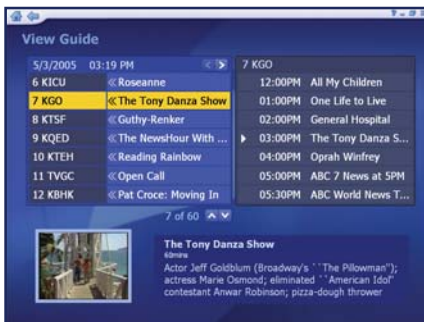 View Guide
5/3/2005 03:19 PM
6 KICU «Roseanne
7 KGO «The Tony Danza Show
8 KTSF «Guthy-Renker
9 KQED «The NewsHour With ...
10 KTEH «Reading Rainbow
11 TVGC «Open Call
12 KBHK «Pat Croce: Moving In
7 of 60
7 KGO
12:00PM All My Children
01:00PM One Life to Live
02:00PM General Hospital
03:00PM The Tony Danza S...
04:00PM Oprah Winfrey
05:00PM ABC 7 News at 5PM
05:30PM ABC World News T...
The Tony Danza Show
60mins
Actor Jeff Goldblum (Broadway's ``The Pillowman'');
actress Marie Osmond; eliminated ``American Idol''
contestant Anwar Robinson; pizza-dough thrower